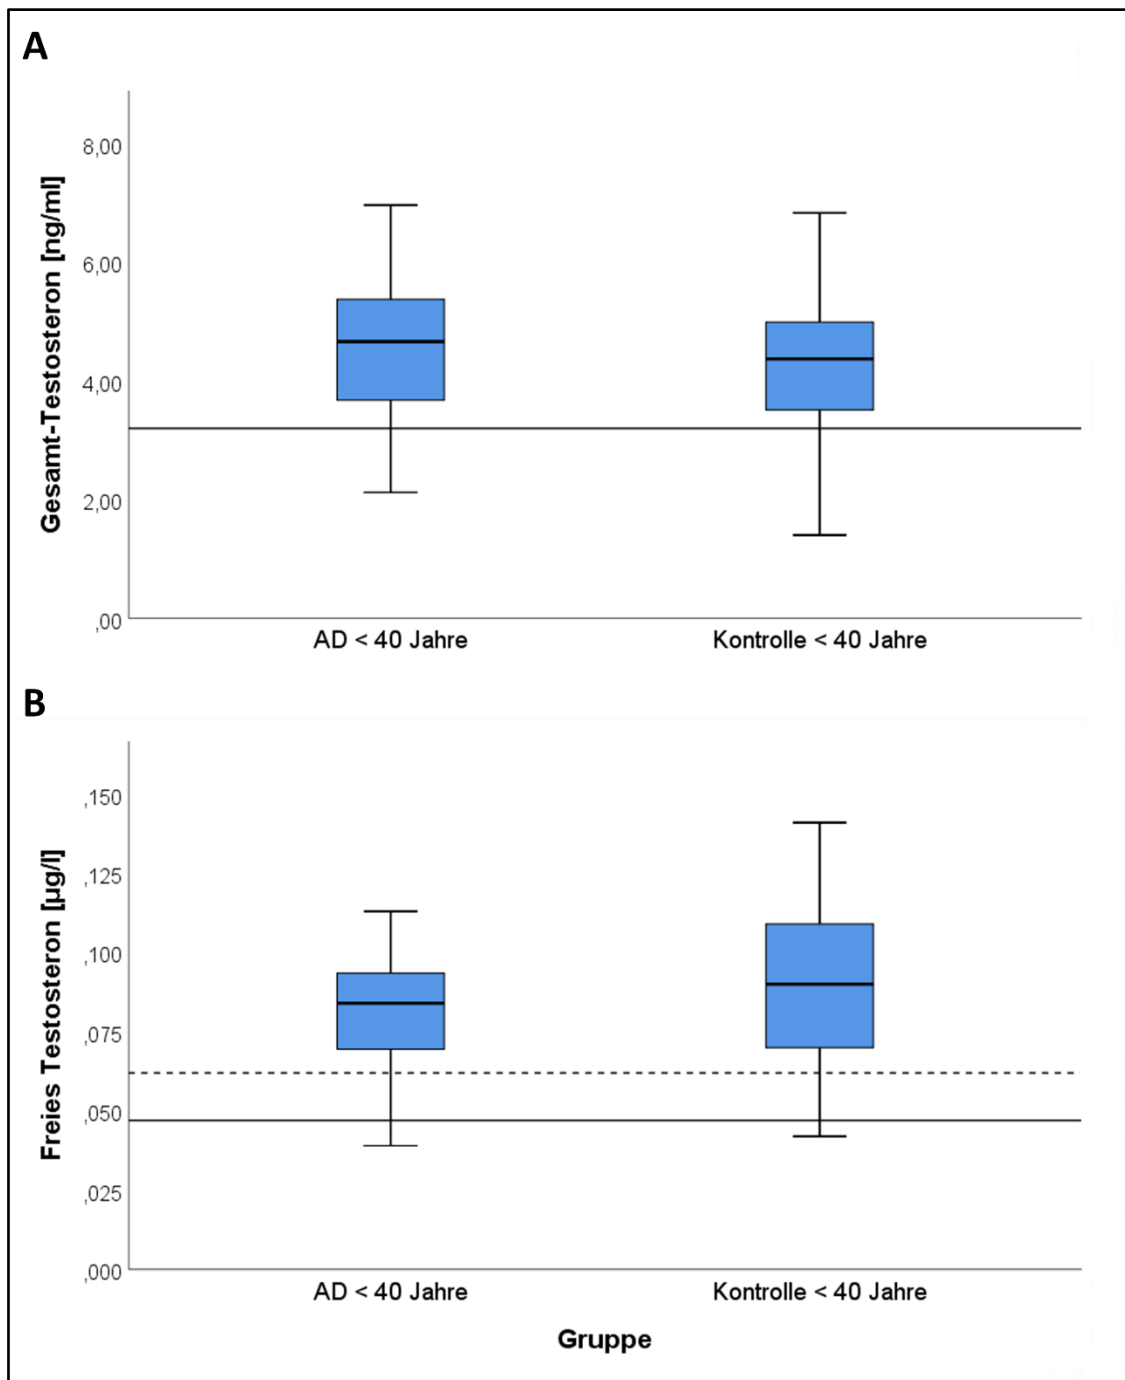 A
Gesamt-Testosteron [ng/ml]
8,00
6,00
4,00
2,00
,00
AD < 40 Jahre
Kontrolle < 40 Jahre
B
Freies Testosteron [µg/l]
,150
,125
,100
,075
,050
,025
,000
AD < 40 Jahre
Kontrolle < 40 Jahre
Gruppe